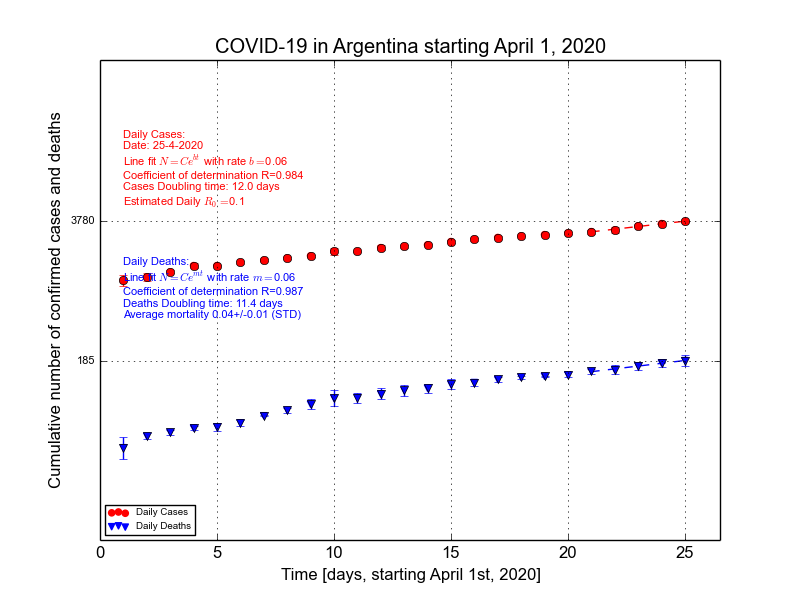 COVID-19 in Argentina starting April 1, 2020
Cumulative number of confirmed cases and deaths
Daily Cases:
Date: 25-4-2020
Line fit N=Ce^{bt} with rate b=0.06
Coefficient of determination R=0.984
Cases Doubling time: 12.0 days
Estimated Daily R_0=0.1
3780
Daily Deaths:
Line fit N=Ce^{mt} with rate m=0.06
Coefficient of determination R=0.987
Deaths Doubling time: 11.4 days
Average mortality 0.04+/-0.01 (STD)
185
Daily Cases
Daily Deaths
0 5 10 15 20 25
Time [days, starting April 1st, 2020]